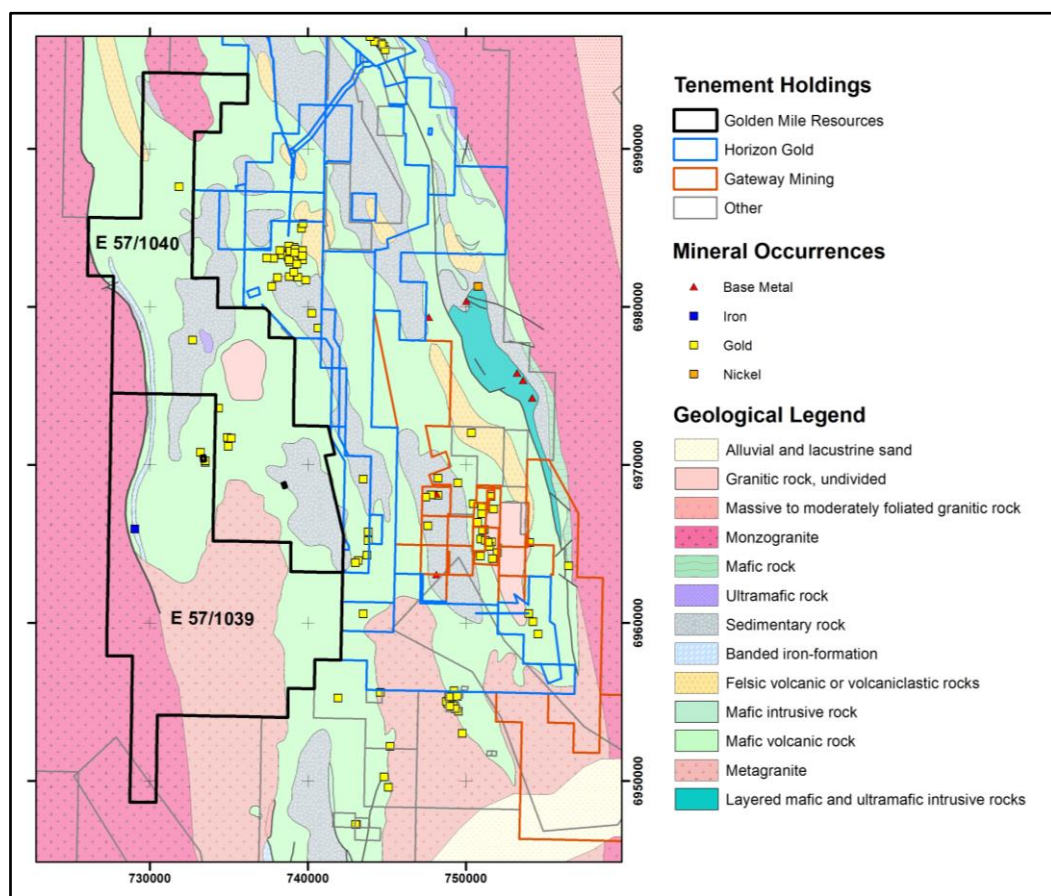 E 57/1040
E 57/1039
6990000
6980000
6970000
6960000
6950000
730000
740000
750000
Tenement Holdings
Golden Mile Resources
Horizon Gold
Gateway Mining
Other
Mineral Occurrences
Base Metal
Iron
Gold
Nickel
Geological Legend
Alluvial and lacustrine sand
Granitic rock, undivided
Massive to moderately foliated granitic rock
Monzogranite
Mafic rock
Ultramafic rock
Sedimentary rock
Banded iron-formation
Felsic volcanic or volcaniclastic rocks
Mafic intrusive rock
Mafic volcanic rock
Metagranite
Layered mafic and ultramafic intrusive rocks